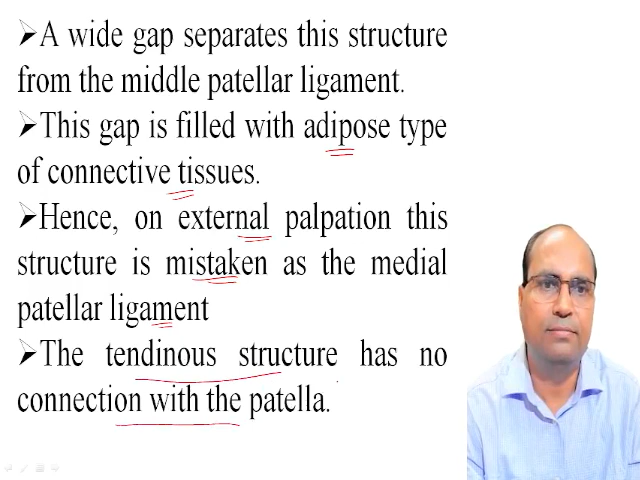 ➢A wide gap separates this structure
from the middle patellar ligament.
➢This gap is filled with adipose type
of connective tissues.
➢Hence, on external palpation this
structure is mistaken as the medial
patellar ligament
➢The tendinous structure has no
connection with the patella.